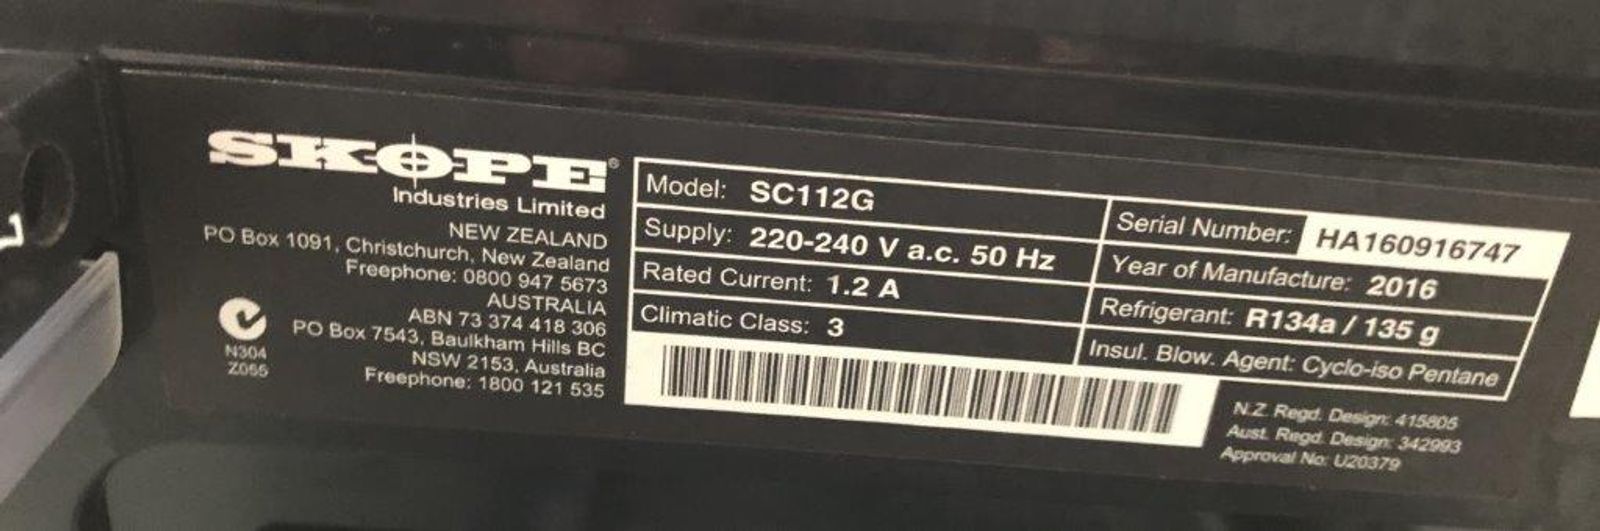 SKOPE®
Industries Limited
NEW ZEALAND
PO Box 1091, Christchurch, New Zealand
Freephone: 0800 947 5673
AUSTRALIA
ABN 73 374 418 306
PO Box 7543, Baulkham Hills BC
NSW 2153, Australia
Freephone: 1800 121 535
N304
Z055
Model: SC112G
Supply: 220-240 V a.c. 50 Hz
Rated Current: 1.2 A
Climatic Class: 3
Serial Number: HA160916747
Year of Manufacture: 2016
Refrigerant: R134a / 135 g
Insul. Blow. Agent: Cyclo-iso Pentane
N.Z. Regd. Design: 415805
Aust. Regd. Design: 342993
Approval No: U20379